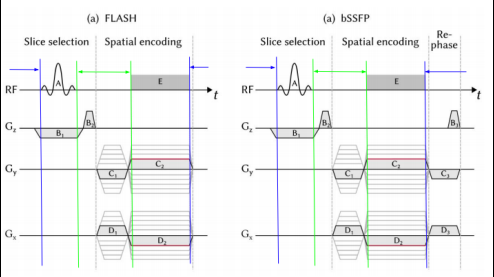 (a) FLASH
(a) bSSFP
Slice selection
Spatial encoding
Slice selection
Spatial encoding
Re-
phase
RF
A
E
t
RF
A
E
t
Gz
B1
B2
Gz
B1
B2
B3
Gy
C1
C2
Gy
C1
C2
C3
Gx
D1
D2
Gx
D1
D2
D3